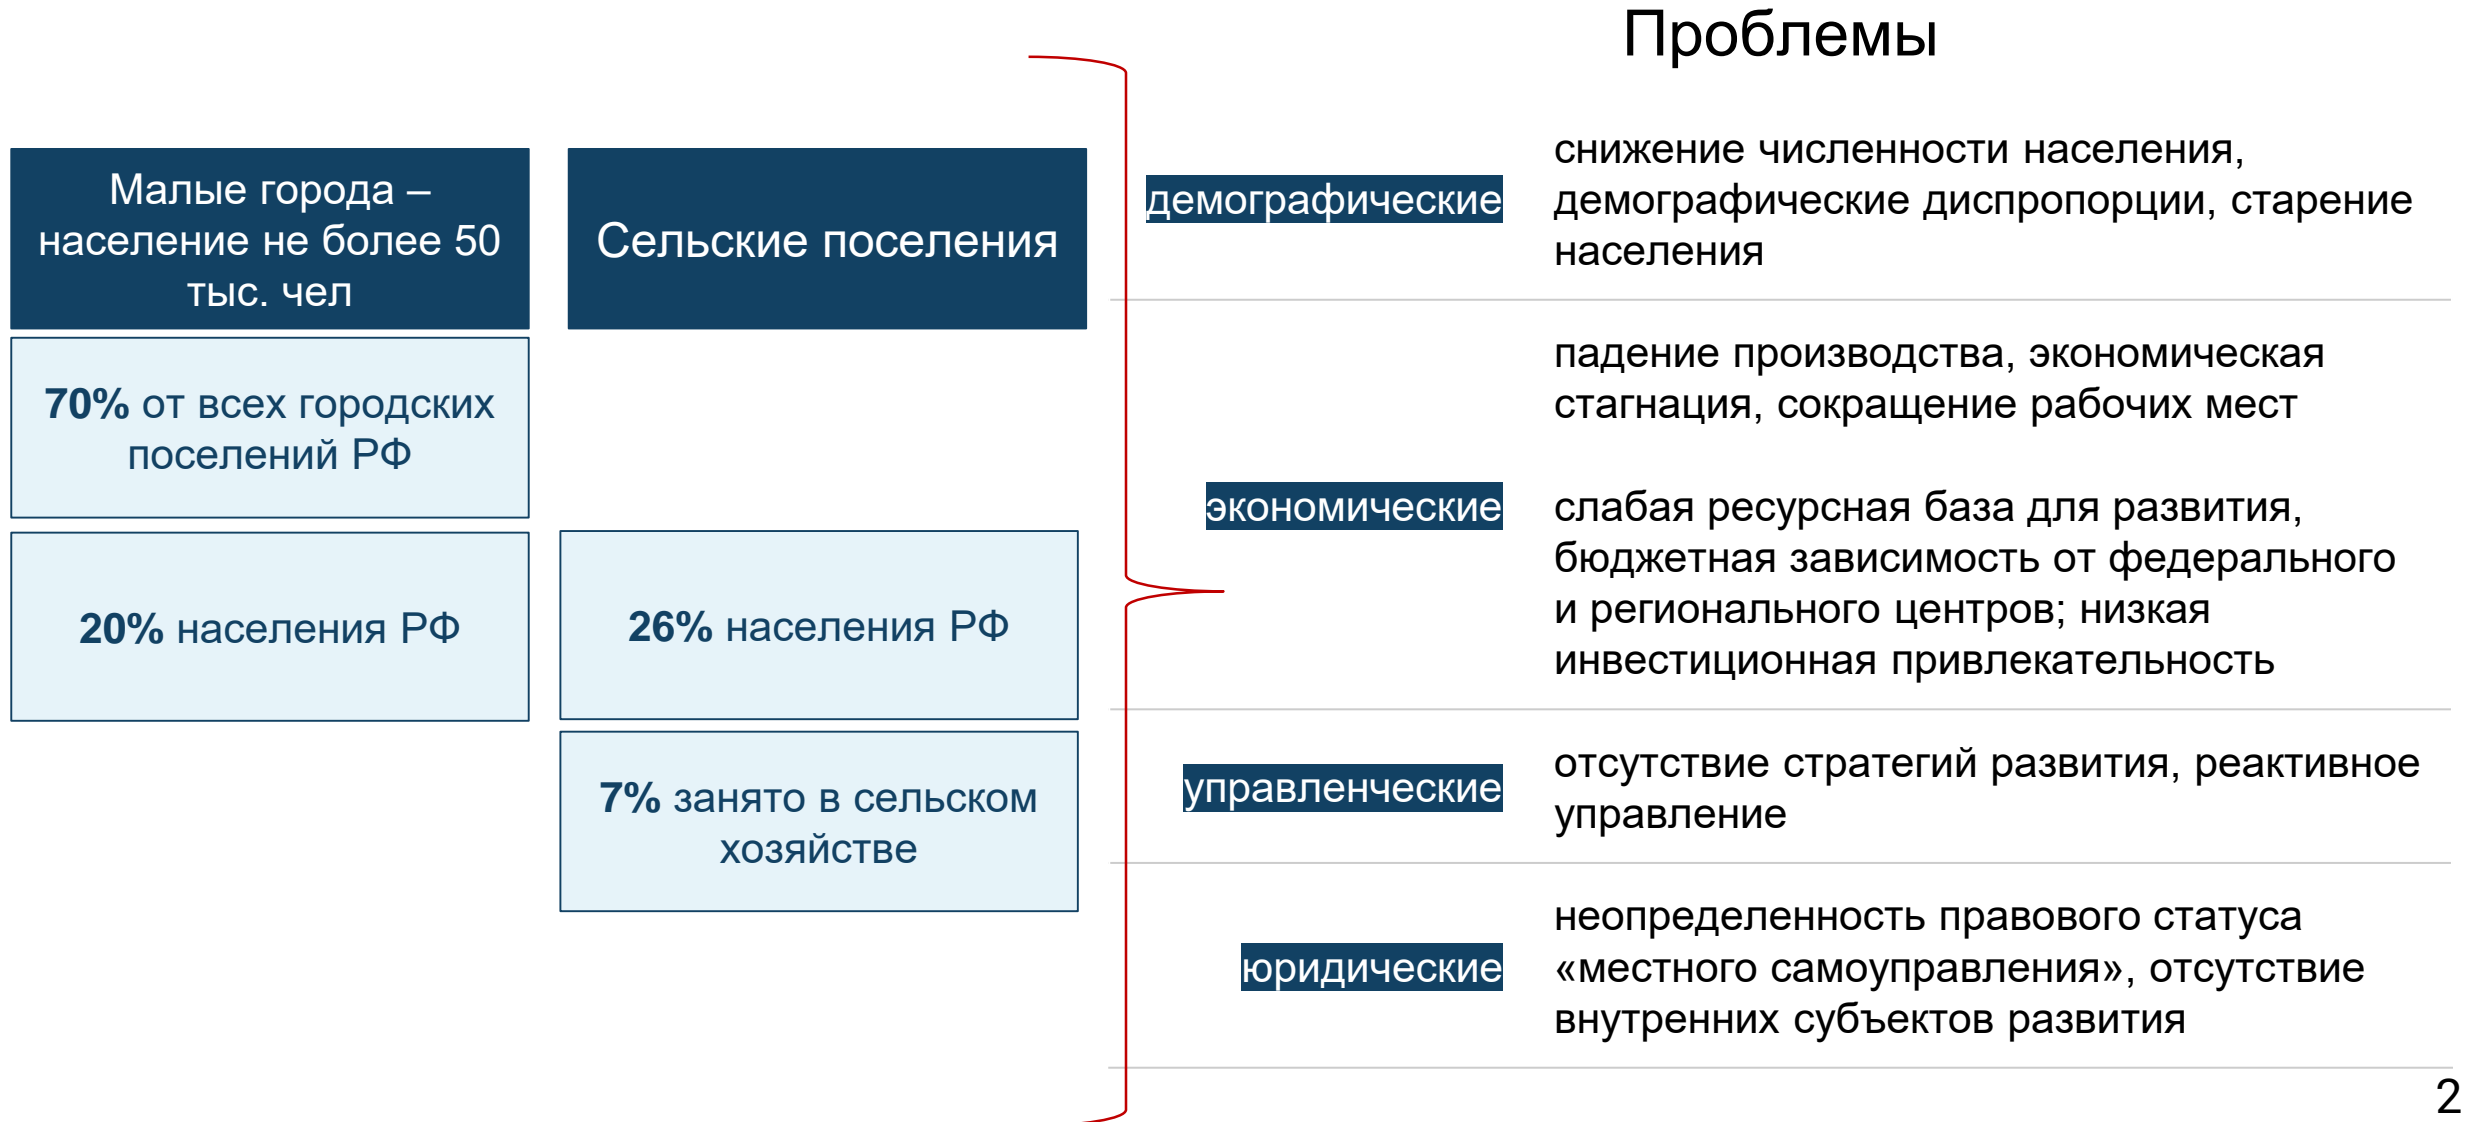 Проблемы
Малые города –
население не более 50
тыс. чел
Сельские поселения
70% от всех городских
поселений РФ
20% населения РФ
26% населения РФ
7% занято в сельском
хозяйстве
демографические
снижение численности населения,
демографические диспропорции, старение
населения
экономические
падение производства, экономическая
стагнация, сокращение рабочих мест
слабая ресурсная база для развития,
бюджетная зависимость от федерального
и регионального центров; низкая
инвестиционная привлекательность
управленческие
отсутствие стратегий развития, реактивное
управление
юридические
неопределенность правового статуса
«местного самоуправления», отсутствие
внутренних субъектов развития
2